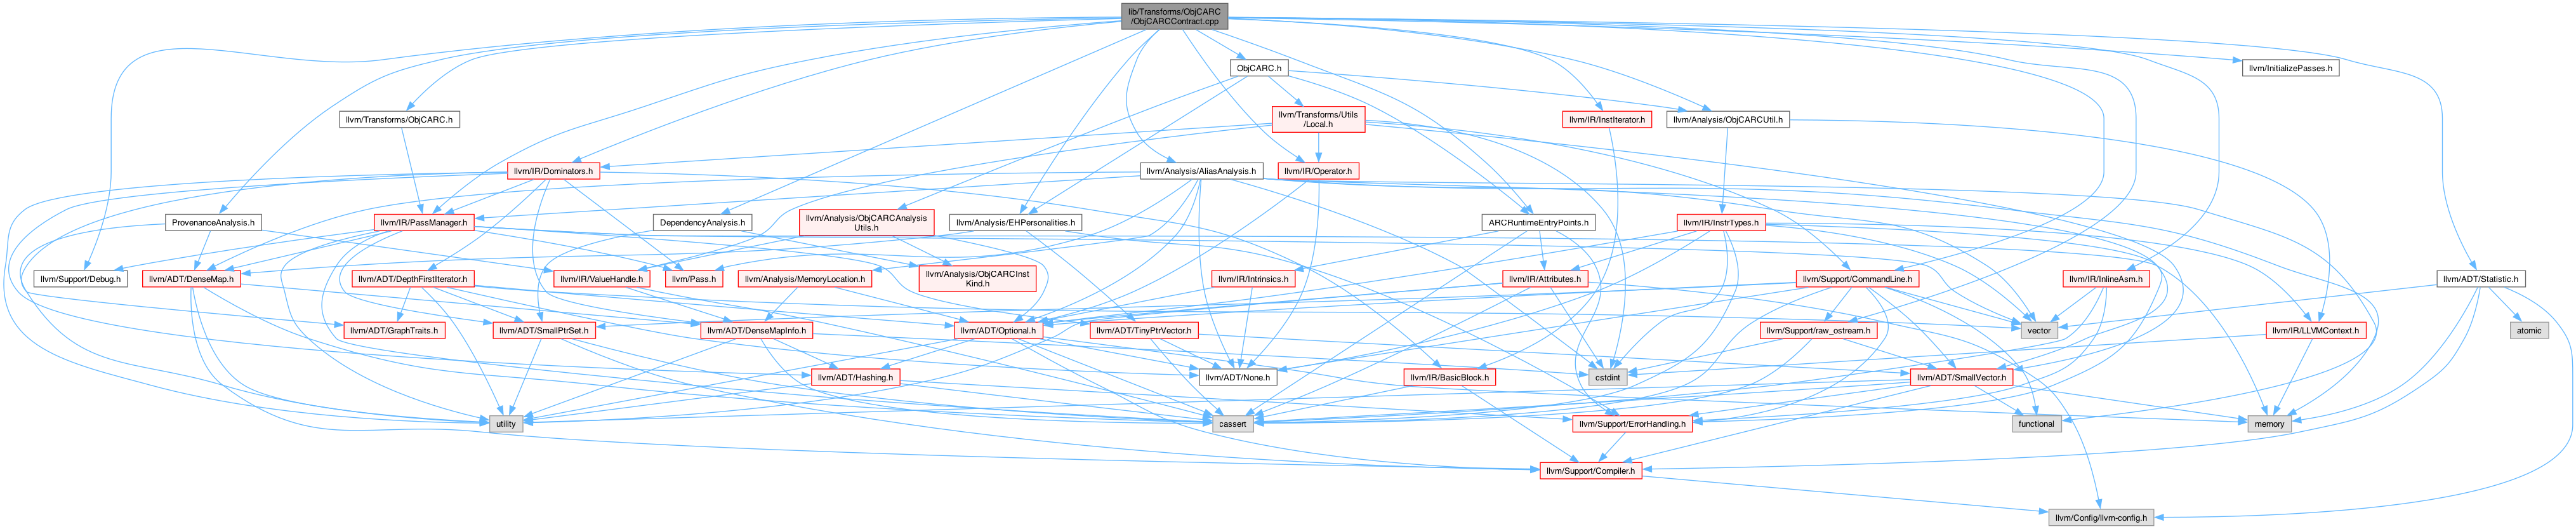 lib/Transforms/ObjCARC
/ObjCARCContract.cpp
ObjCARC.h
llvm/InitializePasses.h
llvm/Transforms/ObjCARC.h
llvm/Transforms/Utils
/Local.h
llvm/IR/InstIterator.h
llvm/Analysis/ObjCARCUtil.h
llvm/IR/Dominators.h
llvm/Analysis/AliasAnalysis.h
llvm/IR/Operator.h
ProvenanceAnalysis.h
llvm/IR/PassManager.h
DependencyAnalysis.h
llvm/Analysis/ObjCARCAnalysis
Utils.h
llvm/Analysis/EHPersonalities.h
ARCRuntimeEntryPoints.h
llvm/IR/InstrTypes.h
llvm/Support/Debug.h
llvm/ADT/DenseMap.h
llvm/ADT/DepthFirstIterator.h
llvm/IR/ValueHandle.h
llvm/Pass.h
llvm/Analysis/MemoryLocation.h
llvm/Analysis/ObjCARCInst
Kind.h
llvm/IR/Intrinsics.h
llvm/IR/Attributes.h
llvm/Support/CommandLine.h
llvm/IR/InlineAsm.h
llvm/ADT/Statistic.h
llvm/ADT/GraphTraits.h
llvm/ADT/SmallPtrSet.h
llvm/ADT/DenseMapInfo.h
llvm/ADT/Optional.h
llvm/ADT/TinyPtrVector.h
llvm/Support/raw_ostream.h
vector
llvm/IR/LLVMContext.h
atomic
llvm/ADT/Hashing.h
llvm/ADT/None.h
llvm/IR/BasicBlock.h
cstdint
llvm/ADT/SmallVector.h
utility
cassert
llvm/Support/ErrorHandling.h
functional
memory
llvm/Support/Compiler.h
llvm/Config/llvm-config.h